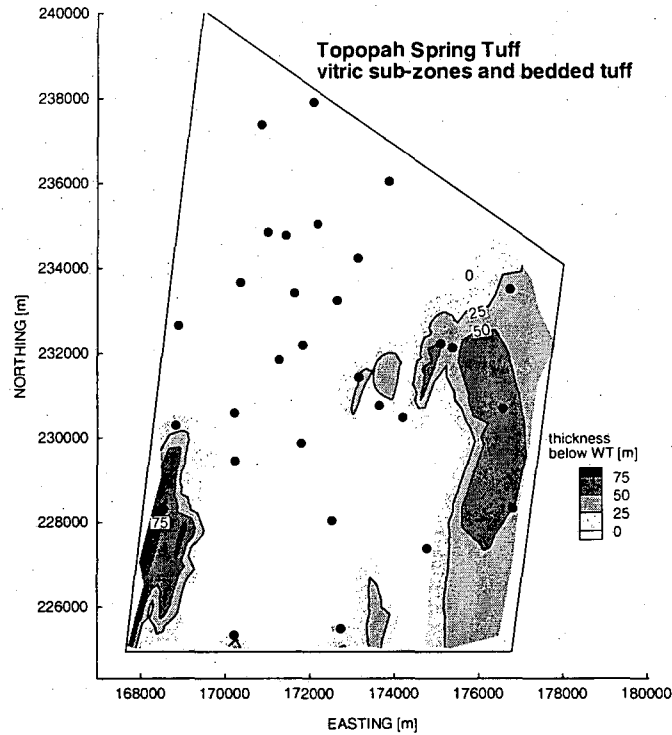 Topopah Spring Tuff
vitric sub-zones and bedded tuff
240000
238000
236000
234000
232000
230000
228000
226000
NORTHING [m]
0
25
50
75
thickness
below WT [m]
75
50
25
0
168000 170000 172000 174000 176000 178000 180000
EASTING [m]